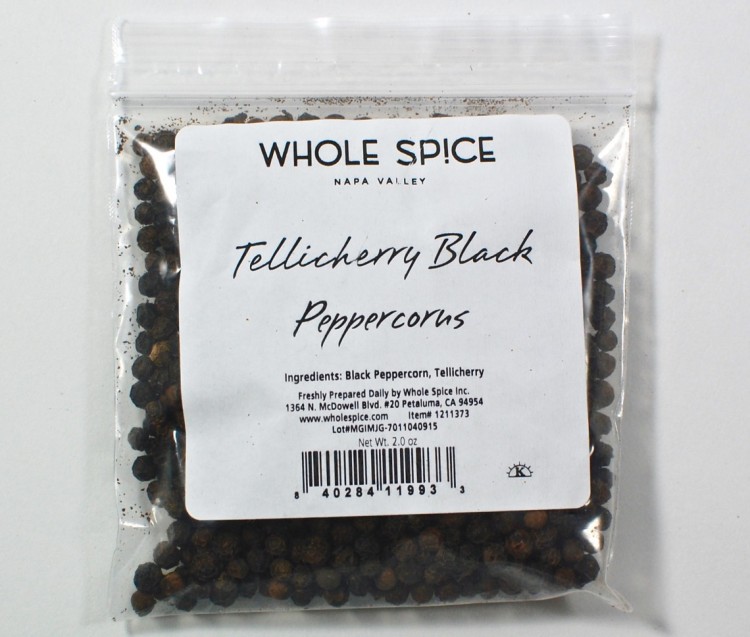 WHOLE SP!CE
NAPA VALLEY
Tellicherry Black
Peppercorns
Ingredients: Black Peppercorn, Tellicherry
Freshly Prepared Daily by Whole Spice Inc.
1364 N. McDowell Blvd. #20 Petaluma, CA 94954
www.wholespice.com Item# 1211373
Lot#MGIMJG-7011040915
Net Wt. 2.0 oz
8 40284 11993 3
K